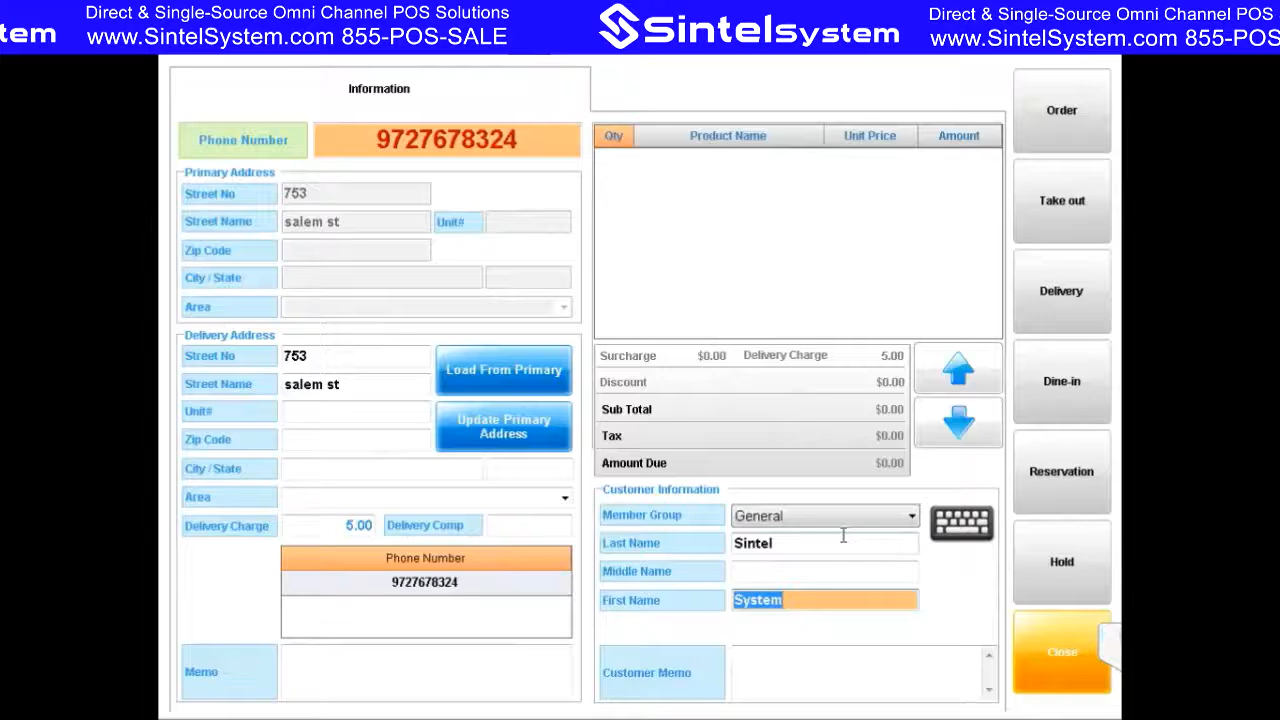 Direct & Single-Source Omni Channel POS Solutions
www.SintelSystem.com 855-POS-SALE
stem
Sintelsystem
Direct & Single-Source Omni Channel POS
www.SintelSystem.com 855-POS
Information
Phone Number 9727678324
Primary Address
Street No 753
Street Name salem st Unit#
Zip Code
City / State
Area
Delivery Address
Street No 753
Street Name salem st
Unit#
Zip Code
City / State
Area
Load From Primary
Update Primary
Address
Delivery Charge 5.00 Delivery Comp
Phone Number
9727678324
Memo
Qty Product Name Unit Price Amount
Surcharge $0.00 Delivery Charge 5.00
Discount $0.00
Sub Total $0.00
Tax $0.00
Amount Due $0.00
Customer Information
Member Group General
Last Name Sintel
Middle Name
First Name System
Customer Memo
Order
Take out
Delivery
Dine-in
Reservation
Hold
Close